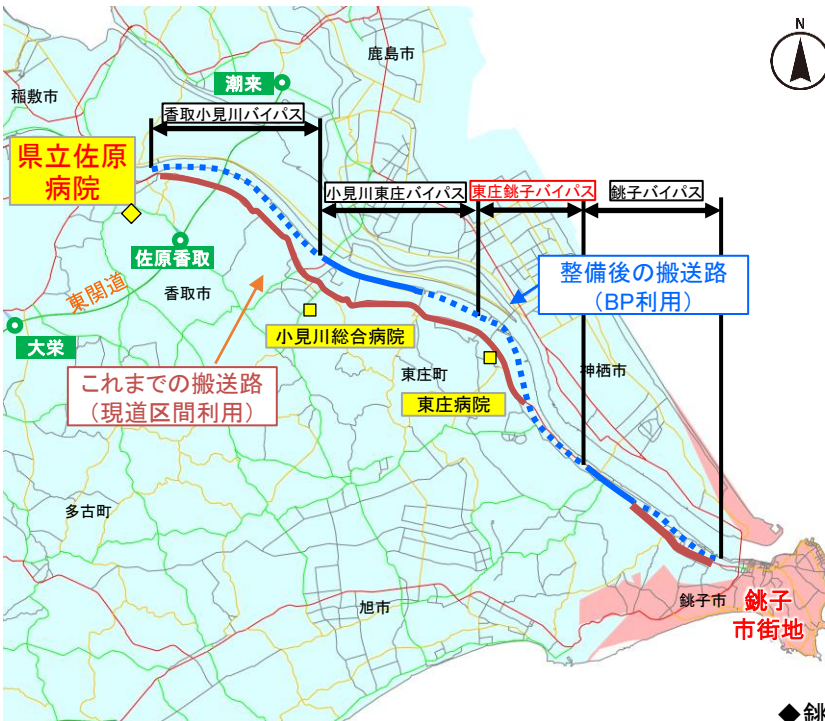 N
鹿島市
潮来
稲敷市
香取小見川バイパス
県立佐原
病院
小見川東庄バイパス
東庄銚子バイパス
銚子バイパス
佐原香取
東関道
香取市
整備後の搬送路
（BP利用）
大栄
小見川総合病院
これまでの搬送路
（現道区間利用）
東庄町
神栖市
東庄病院
多古町
旭市
銚子市
銚子
市街地
◆銚